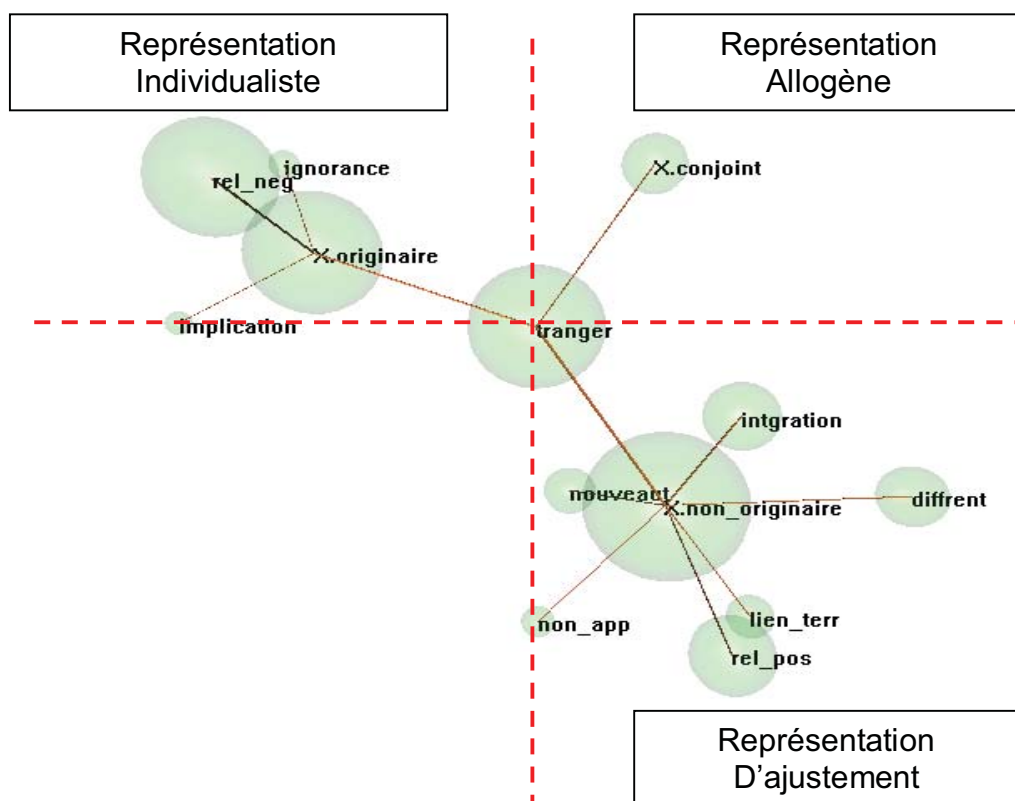 Représentation
Individualiste
Représentation
Allogène
ignorance
rel_neg
X.conjoint
X.originaire
implication
tranger
intgration
nouveaut
X.non_originaire
diffrent
non_app
lien_terr
rel_pos
Représentation
D'ajustement